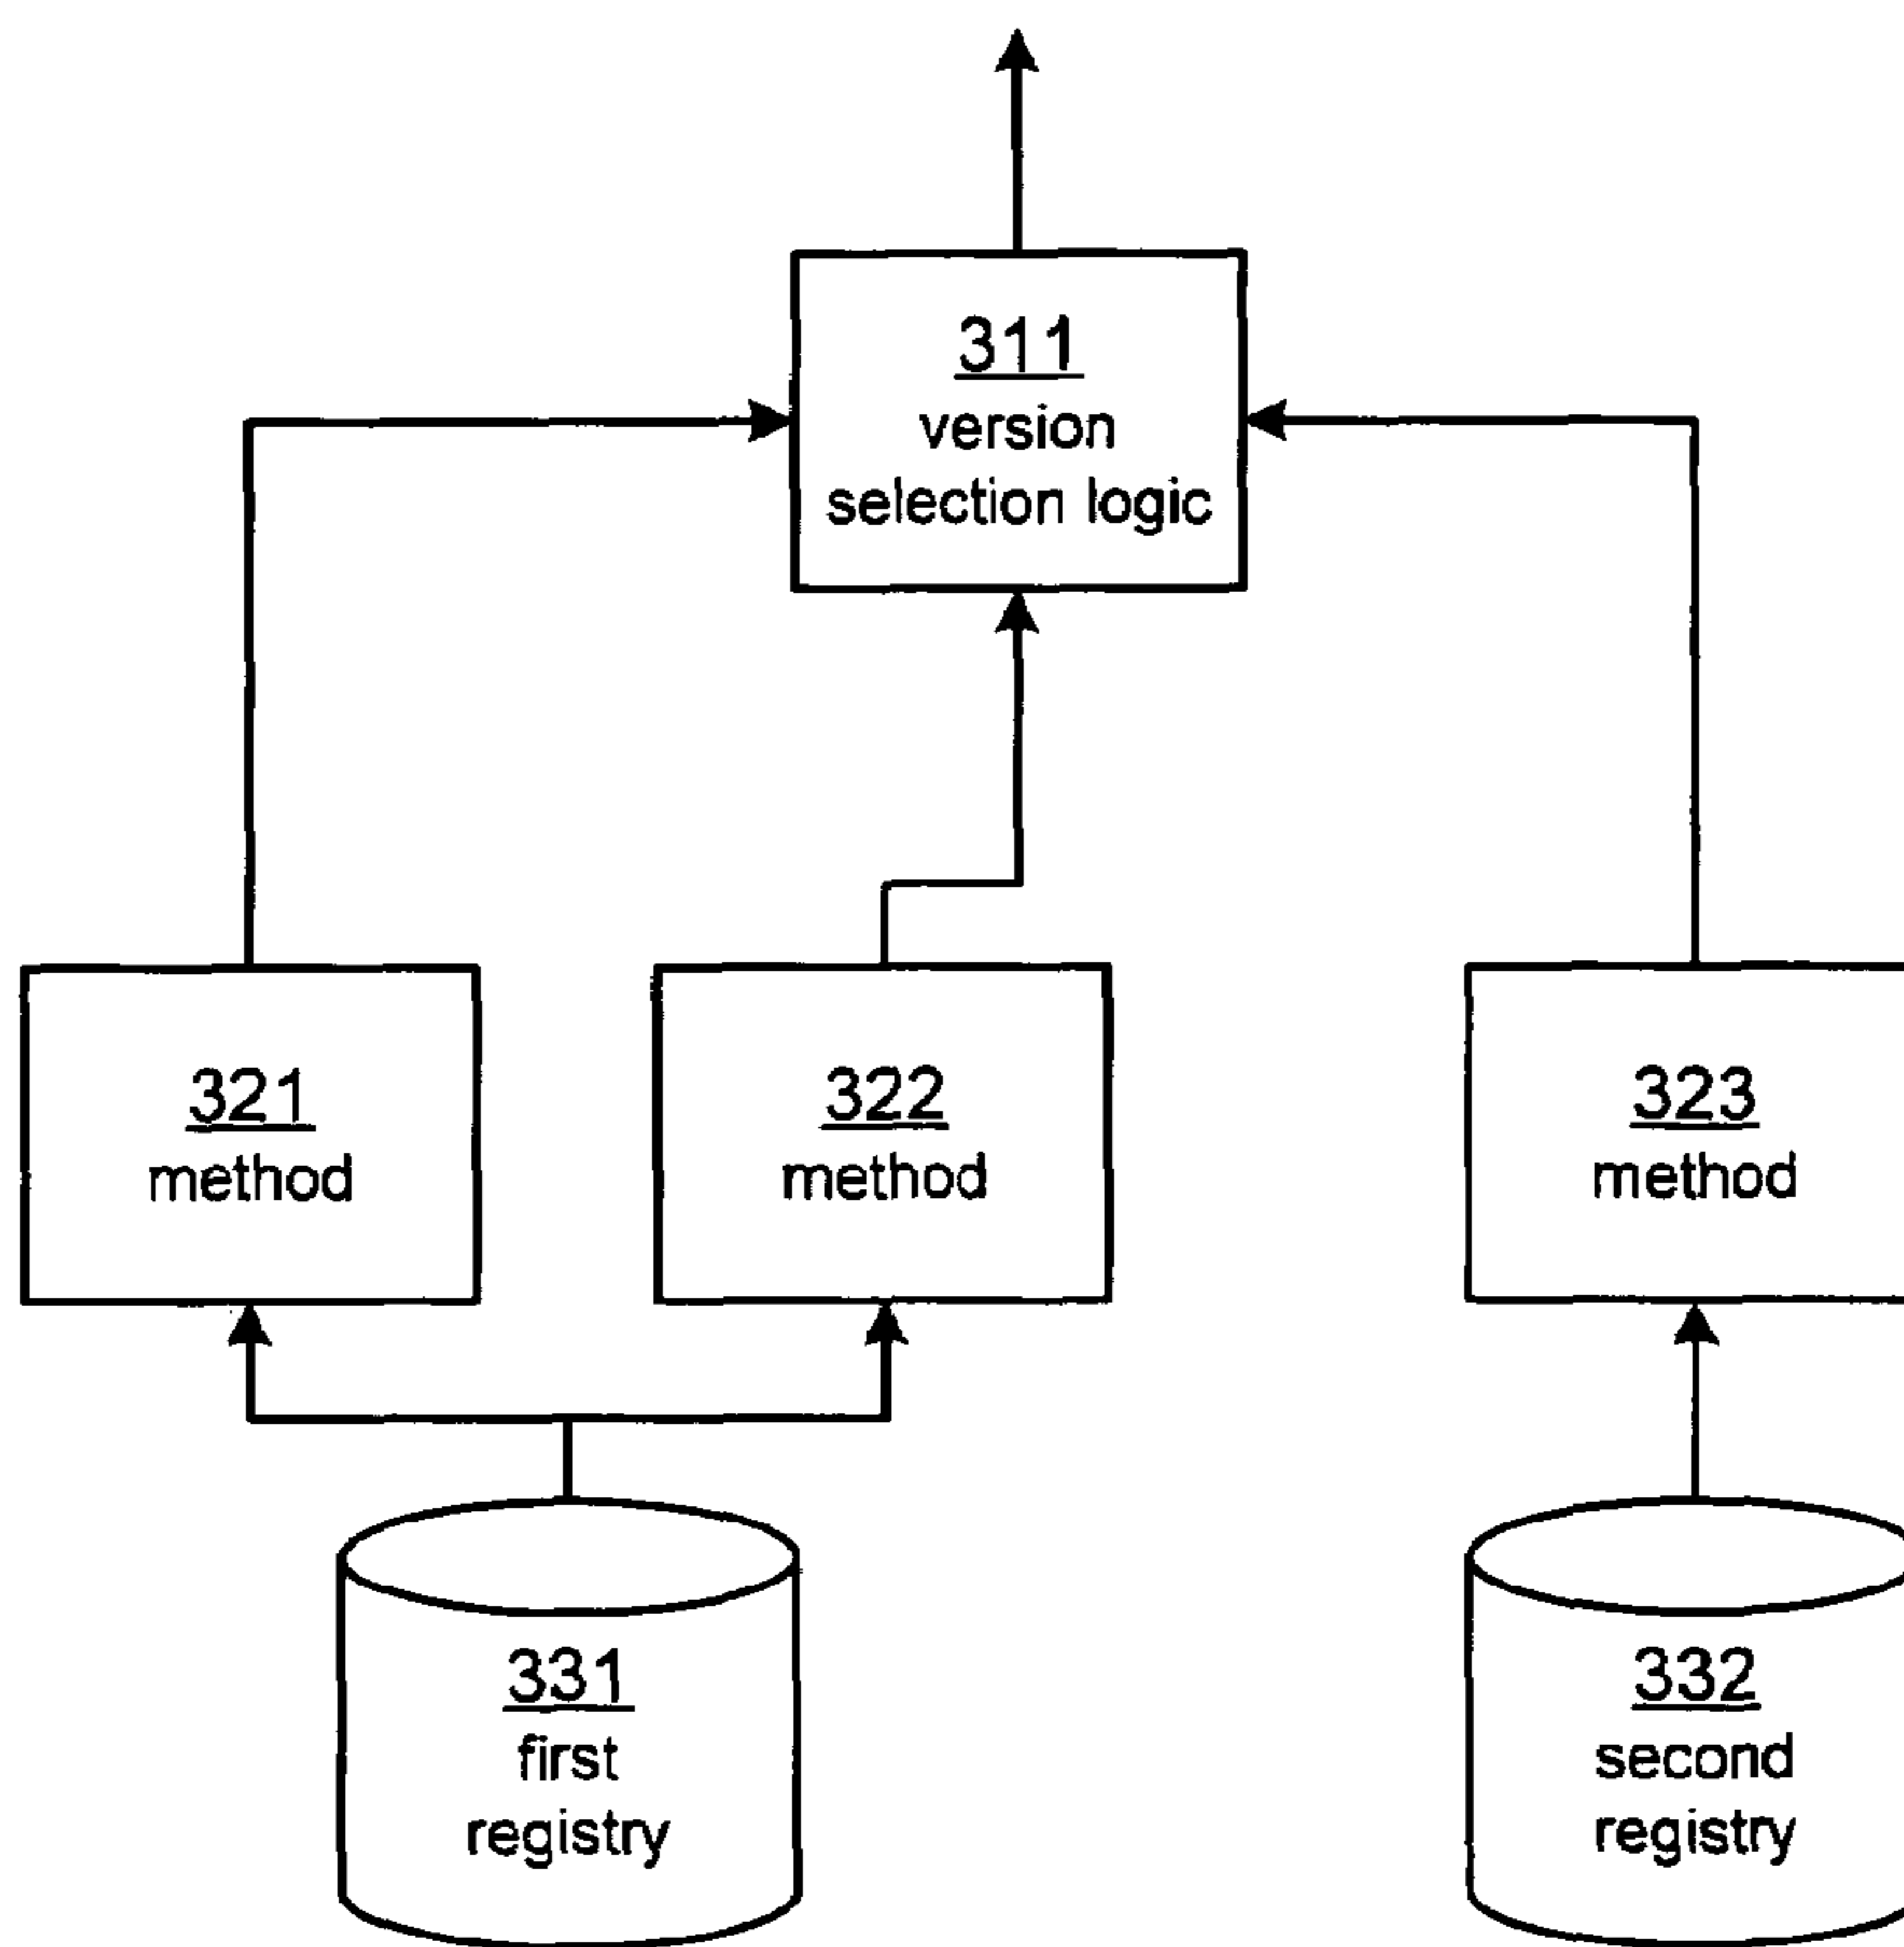 311
version
selection logic
321
method
322
method
323
method
331
first
registry
332
second
registry